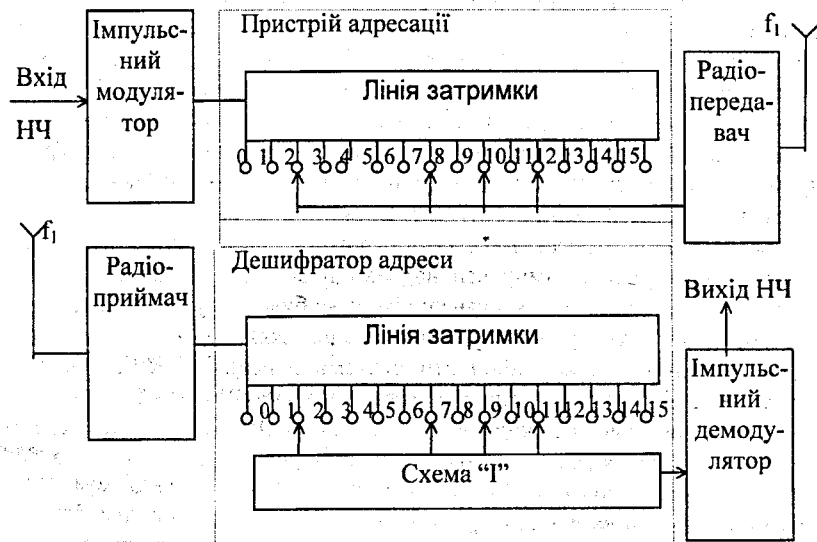 Імпульс-
ний
модуля-
тор
Вхід
НЧ
Пристрій адресації
Лінія затримки
0 1 2 3 4 5 6 7 8 9 10 11 12 13 14 15
Радіо-
переда-
вач
f₁
f₁
Радіо-
приймач
Дешифратор адреси
Лінія затримки
0 1 2 3 4 5 6 7 8 9 10 11 12 13 14 15
Схема “І”
Вихід НЧ
Імпульс-
ний
демоду-
лятор